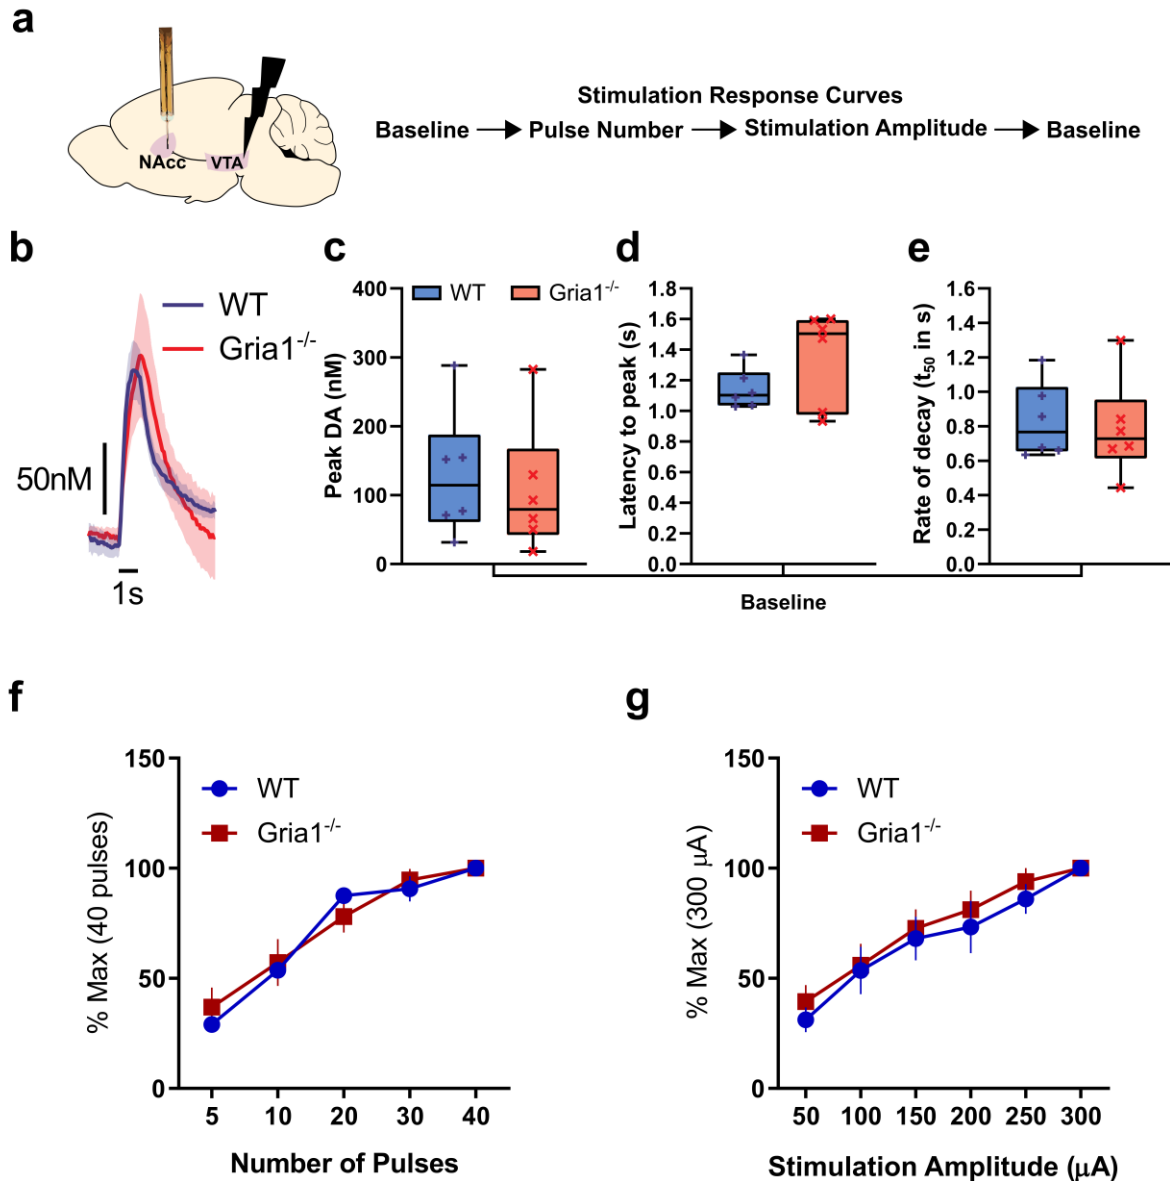 a
NAcc
VTA
Stimulation Response Curves
Baseline → Pulse Number → Stimulation Amplitude → Baseline
b
WT
Gria1-/-
50nM
1s
c
WT
Gria1-/-
Peak DA (nM)
400
300
200
100
0
d
Latency to peak (s)
1.8
1.6
1.4
1.2
1.0
0.8
0.6
0.4
0.2
0.0
e
Rate of decay (t50 in s)
1.6
1.4
1.2
1.0
0.8
0.6
0.4
0.2
0.0
Baseline
f
% Max (40 pulses)
150
100
50
0
WT
Gria1-/-
5 10 20 30 40
Number of Pulses
g
% Max (300 μA)
150
100
50
0
WT
Gria1-/-
50 100 150 200 250 300
Stimulation Amplitude (μA)